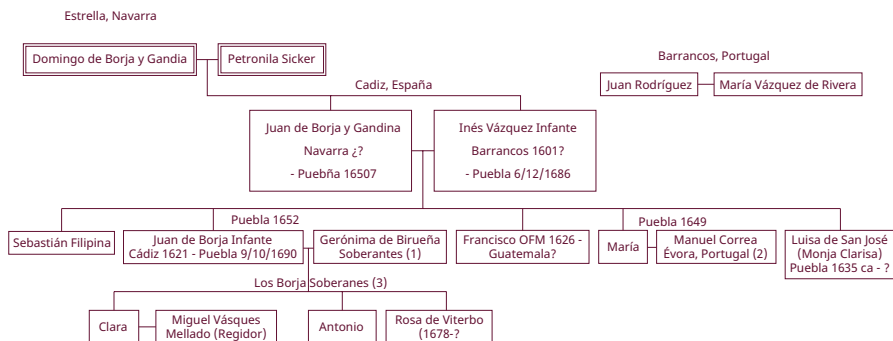 Estrella, Navarra
Domingo de Borja y Gandia
Petronila Sicker
Barrancos, Portugal
Juan Rodríguez
María Vázquez de Rivera
Cadiz, España
Juan de Borja y Gandina
Navarra ¿?
- Puebña 16507
Inés Vázquez Infante
Barrancos 1601?
- Puebla 6/12/1686
Puebla 1652
Puebla 1649
Sebastián Filipina
Juan de Borja Infante
Cádiz 1621 - Puebla 9/10/1690
Gerónima de Birueña
Soberantes (1)
Francisco OFM 1626 -
Guatemala?
María
Manuel Correa
Évora, Portugal (2)
Luisa de San José
(Monja Clarisa)
Puebla 1635 ca - ?
Los Borja Soberanes (3)
Clara
Miguel Vásques
Mellado (Regidor)
Antonio
Rosa de Viterbo
(1678-?